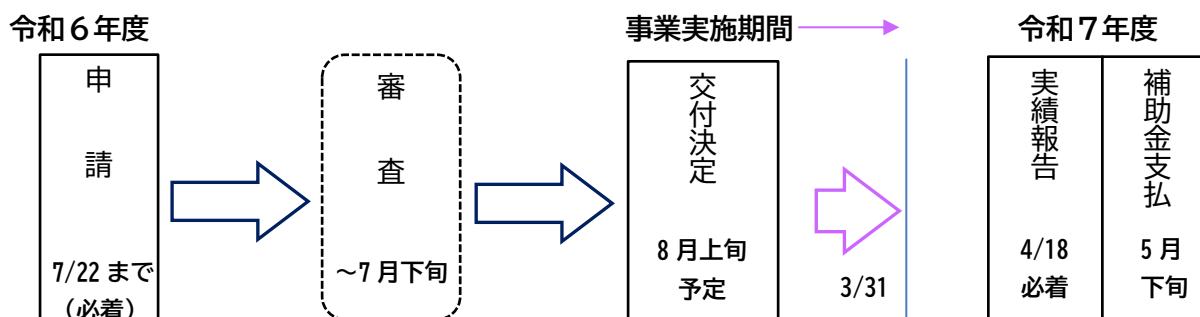 令和６年度
事業実施期間
令和７年度
申請
7/22 まで
（必着）
審査
～7 月下旬
交付決定
8 月上旬
予定
3/31
実績報告
4/18
必着
補助金支払
5 月
下旬